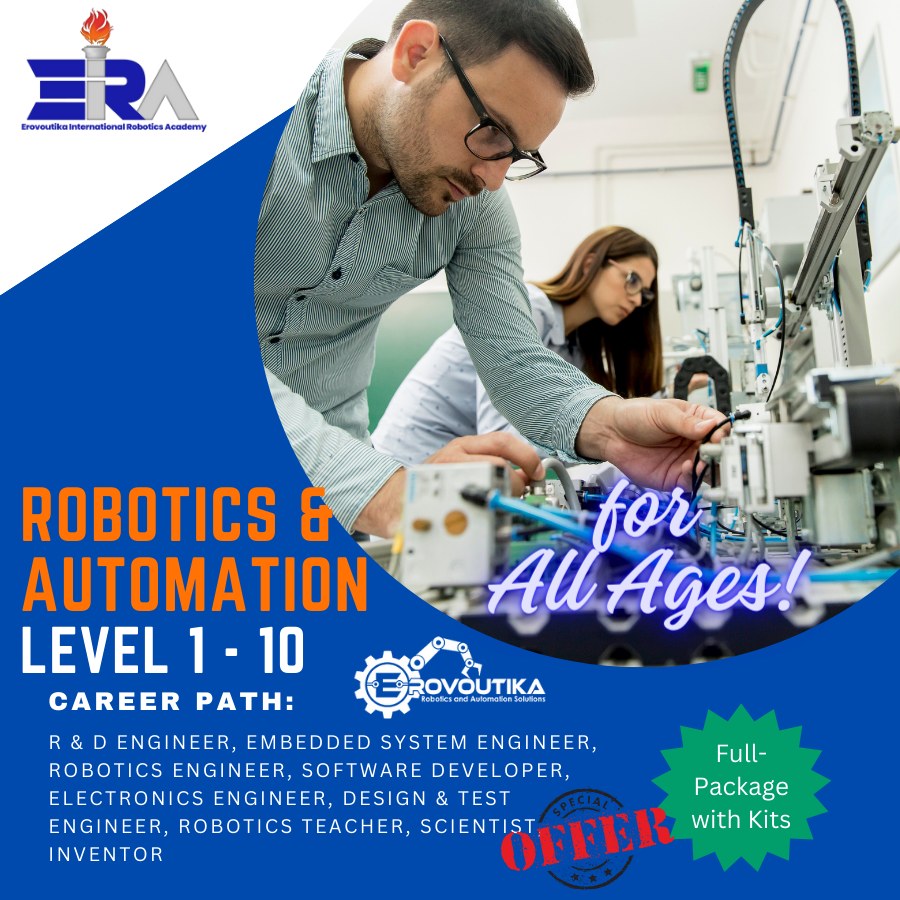 EIRA
Erovoutika International Robotics Academy
for
All Ages!
ROBOTICS &
AUTOMATION
LEVEL 1 - 10
EROVOUTIKA
Robotics and Automation Solutions
CAREER PATH:
R & D ENGINEER, EMBEDDED SYSTEM ENGINEER,
ROBOTICS ENGINEER, SOFTWARE DEVELOPER,
ELECTRONICS ENGINEER, DESIGN & TEST
ENGINEER, ROBOTICS TEACHER, SCIENTIST,
INVENTOR
SPECIAL
OFFER
Full-
Package
with Kits